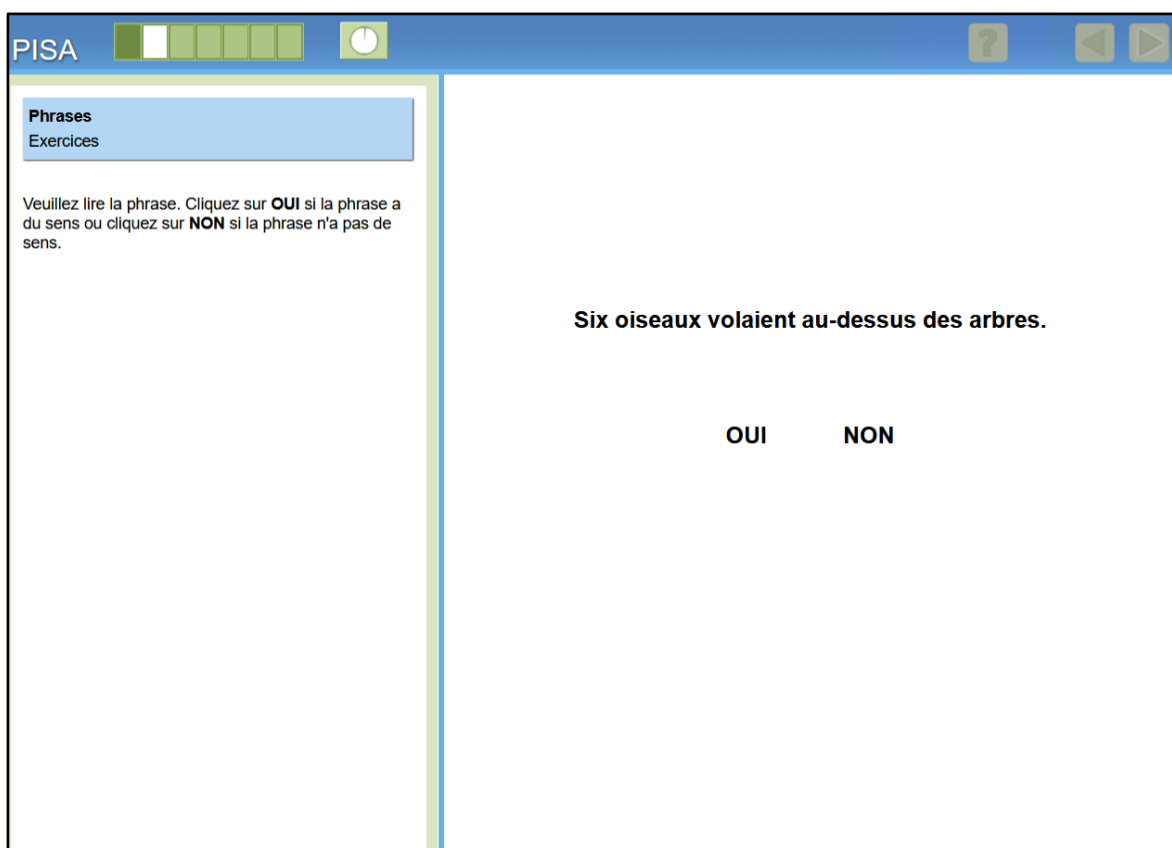 PISA
?
Phrases
Exercices
Veuillez lire la phrase. Cliquez sur OUI si la phrase a
du sens ou cliquez sur NON si la phrase n'a pas de
sens.
Six oiseaux volaient au-dessus des arbres.
OUI NON